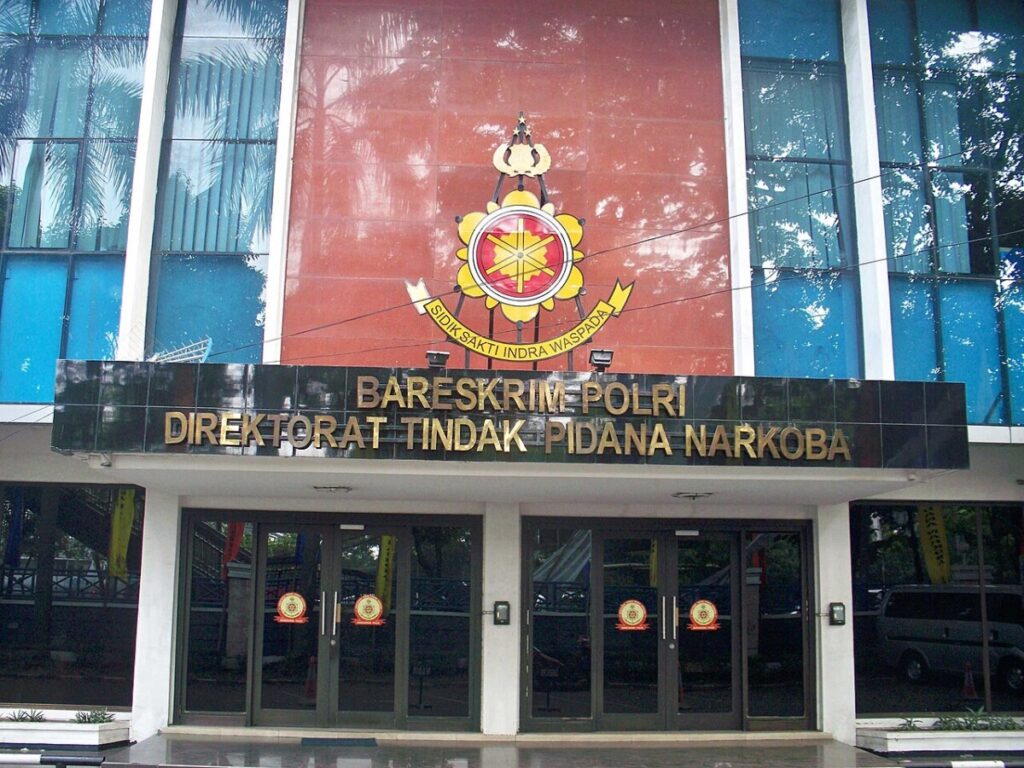 SIDIK SAKTI INDRA WASPADA
BARESKRIM POLRI
DIREKTORAT TINDAK PIDANA NARKOBA